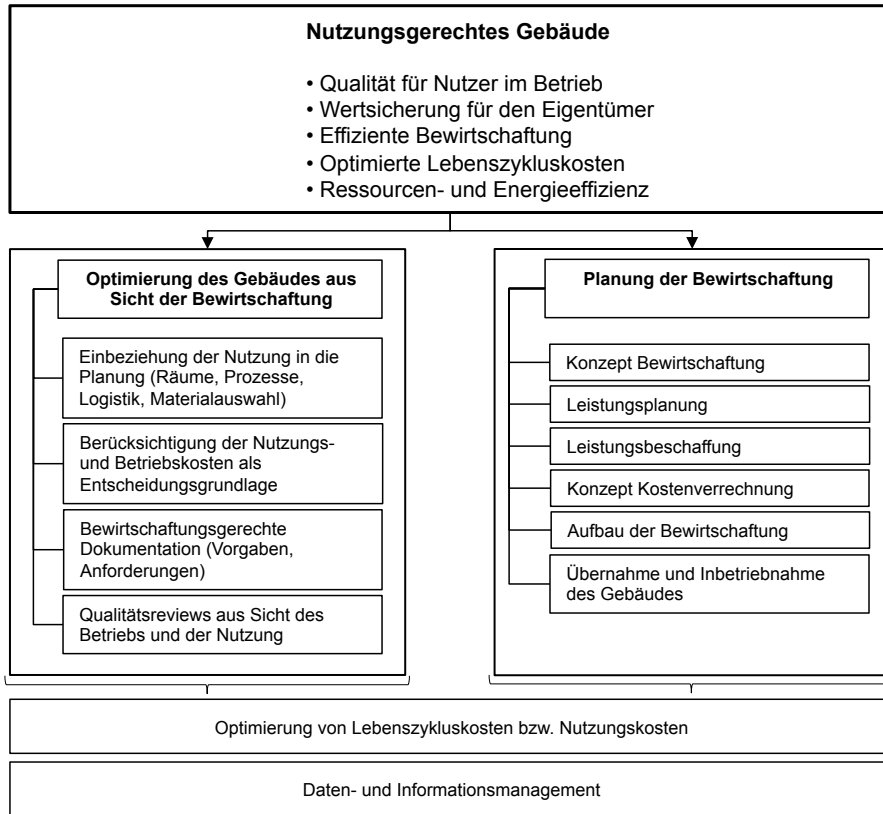 Nutzungsgerechtes Gebäude
• Qualität für Nutzer im Betrieb
• Wertsicherung für den Eigentümer
• Effiziente Bewirtschaftung
• Optimierte Lebenszykluskosten
• Ressourcen- und Energieeffizienz
Optimierung des Gebäudes aus
Sicht der Bewirtschaftung
Einbeziehung der Nutzung in die
Planung (Räume, Prozesse,
Logistik, Materialauswahl)
Berücksichtigung der Nutzungs-
und Betriebskosten als
Entscheidungsgrundlage
Bewirtschaftungsgerechte
Dokumentation (Vorgaben,
Anforderungen)
Qualitätsreviews aus Sicht des
Betriebs und der Nutzung
Planung der Bewirtschaftung
Konzept Bewirtschaftung
Leistungsplanung
Leistungsbeschaffung
Konzept Kostenverrechnung
Aufbau der Bewirtschaftung
Übernahme und Inbetriebnahme
des Gebäudes
Optimierung von Lebenszykluskosten bzw. Nutzungskosten
Daten- und Informationsmanagement